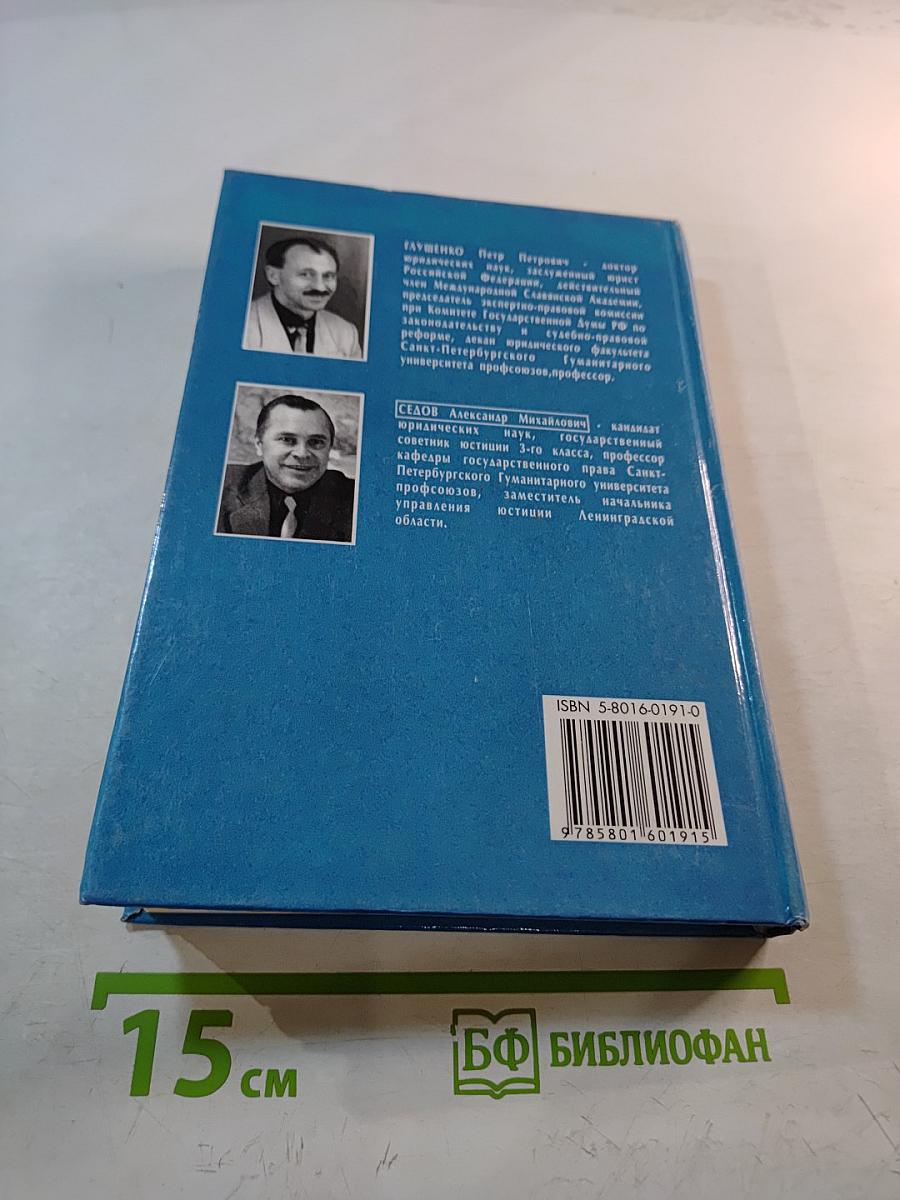 ГЛУЩЕНКО Петр Петрович - доктор
юридических наук, заслуженный юрист
Российской Федерации, действительный
член Международной Славянской Академии,
председатель экспертно-правовой комиссии
при Комитете Государственной Думы РФ по
законодательству и судебно-правовой
реформе, декан юридического факультета
Санкт-Петербургского Гуманитарного
университета профсоюзов,профессор.
СЕДОВ Александр Михайлович - кандидат
юридических наук, государственный
советник юстиции 3-го класса, профессор
кафедры государственного права Санкт-
Петербургского Гуманитарного университета
профсоюзов, заместитель начальника
управления юстиции Ленинградской
области.
ISBN 5-8016-0191-0
9 785801 601915
15 см
БФ БИБЛИОФАН